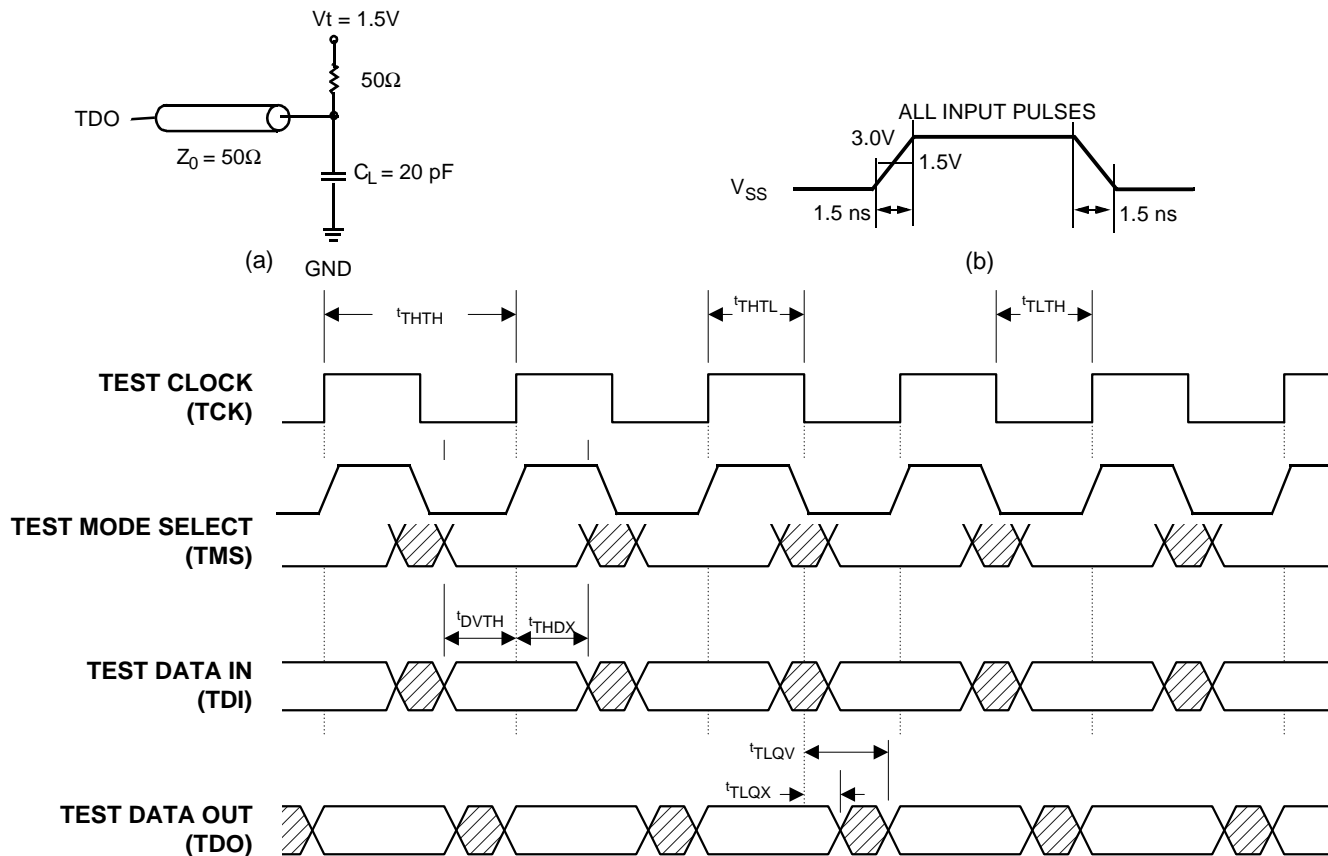 Vt = 1.5V
50Ω
TDO
Z0 = 50Ω
CL = 20 pF
(a)
GND
ALL INPUT PULSES
3.0V
1.5V
VSS
1.5 ns
1.5 ns
(b)
tTHTH
tTHTL
tTLTH
TEST CLOCK
(TCK)
TEST MODE SELECT
(TMS)
tDVTH
tTHDX
TEST DATA IN
(TDI)
tTLQV
tTLQX
TEST DATA OUT
(TDO)